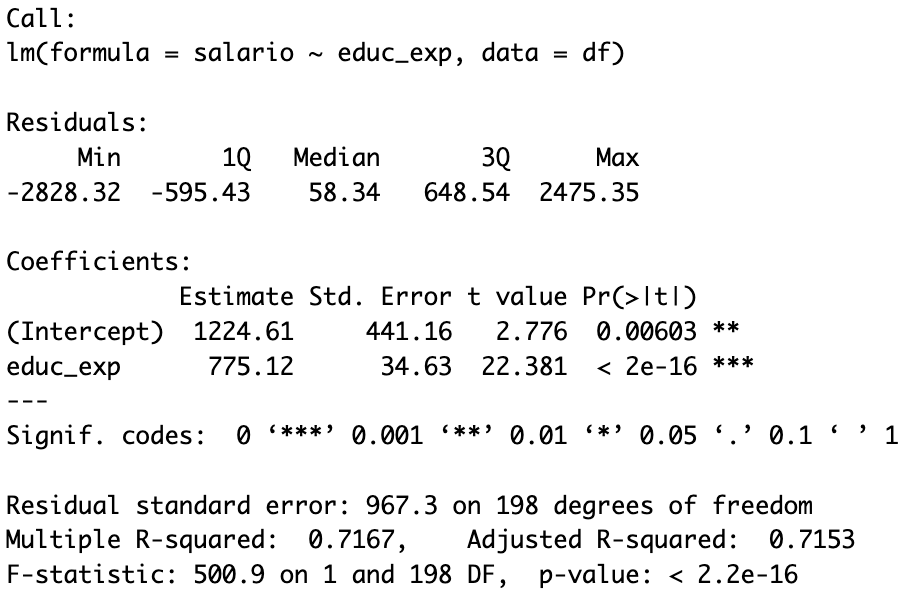 Call:
lm(formula = salario ~ educ_exp, data = df)
Residuals:
Min 1Q Median 3Q Max
-2828.32 -595.43 58.34 648.54 2475.35
Coefficients:
Estimate Std. Error t value Pr(>|t|)
(Intercept) 1224.61 441.16 2.776 0.00603 **
educ_exp 775.12 34.63 22.381 < 2e-16 ***
---
Signif. codes: 0 ‘***’ 0.001 ‘**’ 0.01 ‘*’ 0.05 ‘.’ 0.1 ‘ ’ 1
Residual standard error: 967.3 on 198 degrees of freedom
Multiple R-squared: 0.7167, Adjusted R-squared: 0.7153
F-statistic: 500.9 on 1 and 198 DF, p-value: < 2.2e-16